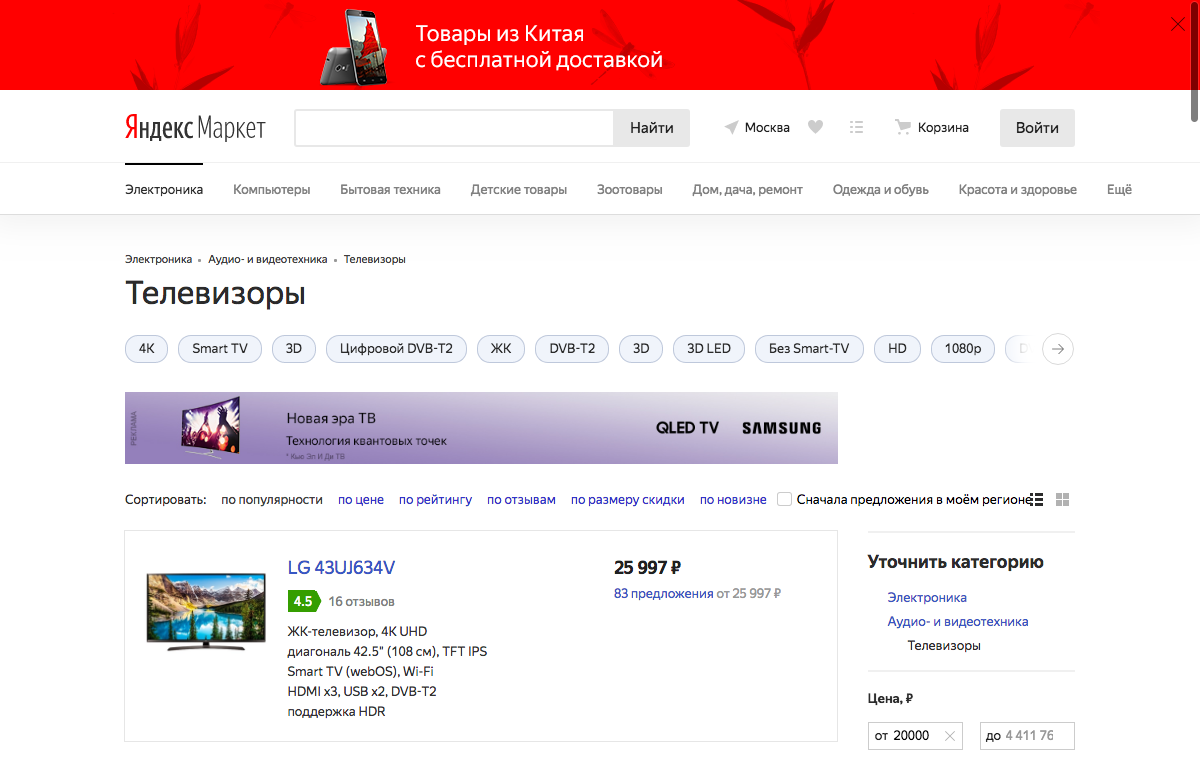 Товары из Китая
с бесплатной доставкой
Яндекс Маркет
Найти
Москва
Корзина
Войти
Электроника Компьютеры Бытовая техника Детские товары Зоотовары Дом, дача, ремонт Одежда и обувь Красота и здоровье Ещё
Электроника • Аудио- и видеотехника • Телевизоры
Телевизоры
4K Smart TV 3D Цифровой DVB-T2 ЖК DVB-T2 3D 3D LED Без Smart-TV HD 1080p
РЕКЛАМА
Новая эра ТВ
Технология квантовых точек
* Кью Эл И Ди ТВ
QLED TV SAMSUNG
Сортировать: по популярности по цене по рейтингу по отзывам по размеру скидки по новизне Сначала предложения в моём регионе
LG 43UJ634V
4.5 16 отзывов
ЖК-телевизор, 4K UHD
диагональ 42.5" (108 см), TFT IPS
Smart TV (webOS), Wi-Fi
HDMI x3, USB x2, DVB-T2
поддержка HDR
25 997 ₽
83 предложения от 25 997 ₽
Уточнить категорию
Электроника
Аудио- и видеотехника
Телевизоры
Цена, ₽
от 20000
до 4 411 76